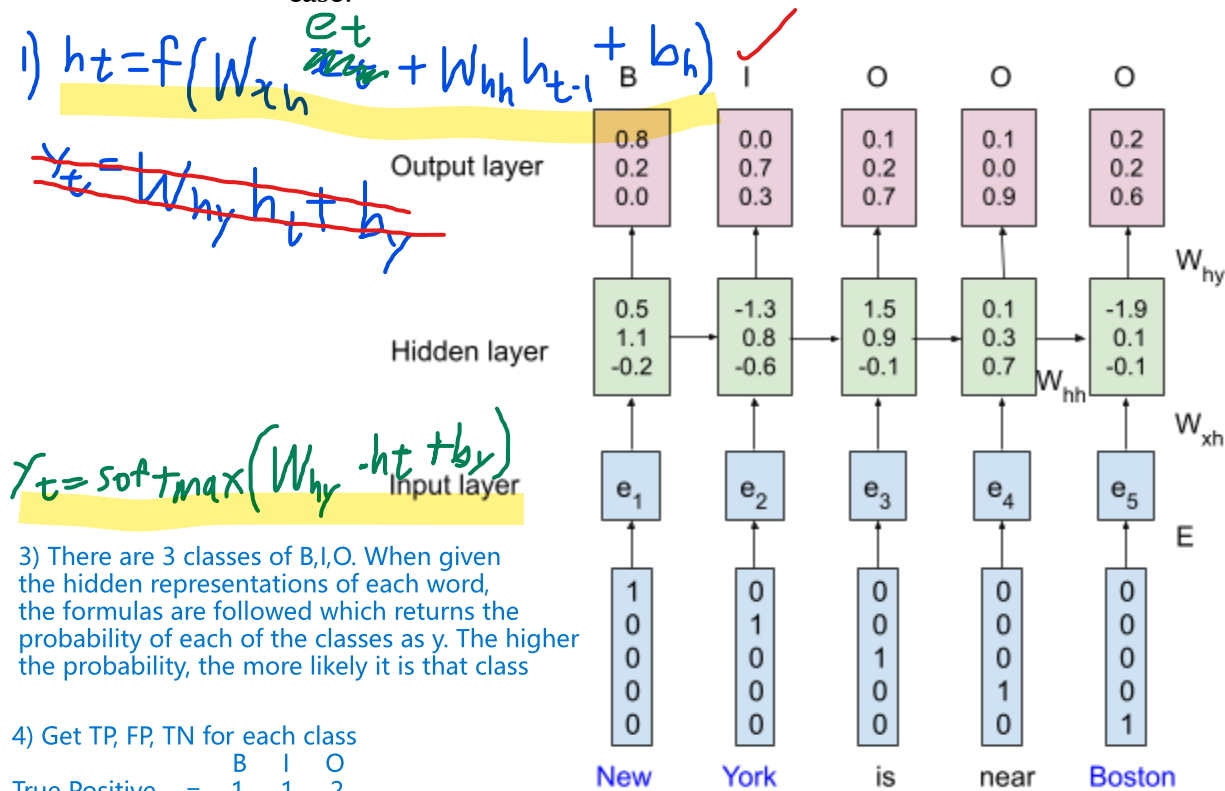 case.
1) ht = f(Wxh et + Whh ht-1 + bh)
B I O O O
yt = Why ht + by
Output layer
0.8 0.0 0.1 0.1 0.2
0.2 0.7 0.2 0.0 0.2
0.0 0.3 0.7 0.9 0.6
Why
Hidden layer
0.5 -1.3 1.5 0.1 -1.9
1.1 0.8 0.9 0.3 0.1
-0.2 -0.6 -0.1 0.7 -0.1
Whh
Wxh
yt = softmax(Why · ht + by)
Input layer
e1 e2 e3 e4 e5
E
3) There are 3 classes of B,I,O. When given
the hidden representations of each word,
the formulas are followed which returns the
probability of each of the classes as y. The higher
the probability, the more likely it is that class
1 0 0 0 0
0 1 0 0 0
0 0 1 0 0
0 0 0 1 0
0 0 0 0 1
New York is near Boston
4) Get TP, FP, TN for each class
B I O
True Positive = 1 1 2